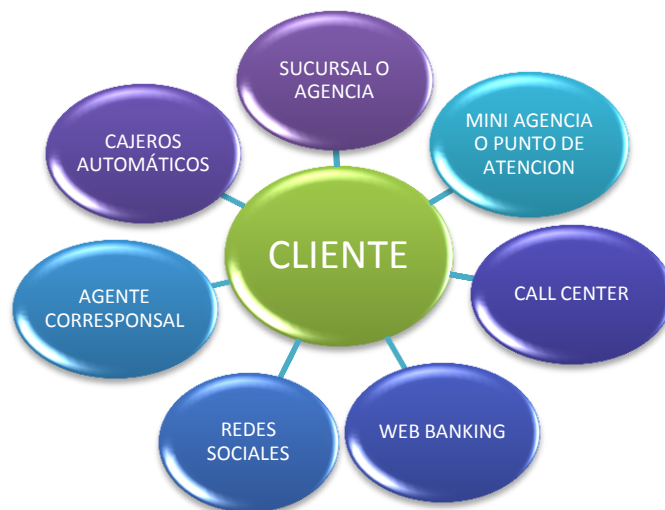 SUCURSAL O
AGENCIA
MINI AGENCIA
O PUNTO DE
ATENCION
CALL CENTER
WEB BANKING
REDES
SOCIALES
AGENTE
CORRESPONSAL
CAJEROS
AUTOMÁTICOS
CLIENTE